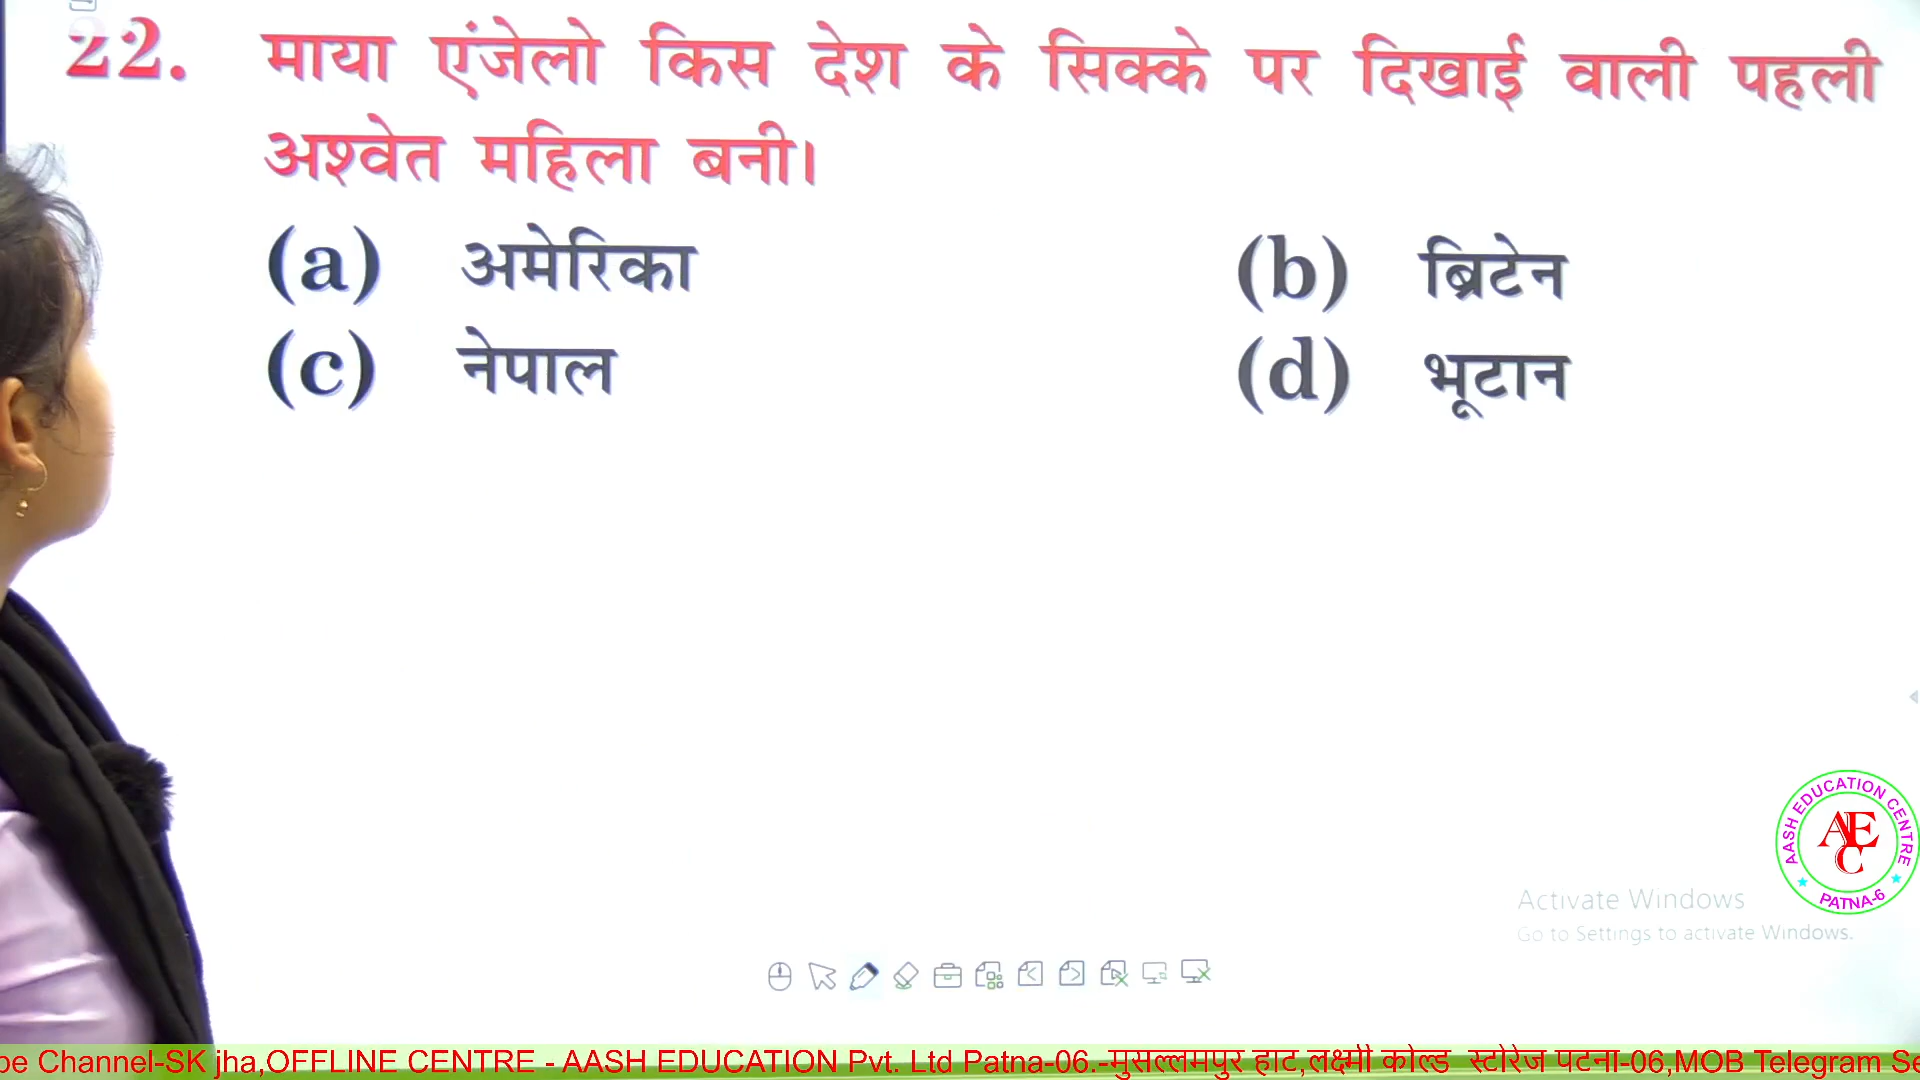 22. माया एंजेलो किस देश के सिक्के पर दिखाई वाली पहली
अश्वेत महिला बनी।
(a) अमेरिका (b) ब्रिटेन
(c) नेपाल (d) भूटान
AASH EDUCATION CENTRE
AEC
PATNA-6
Activate Windows
Go to Settings to activate Windows.
be Channel-SK jha,OFFLINE CENTRE - AASH EDUCATION Pvt. Ltd Patna-06.-मुसल्लमपुर हाट,लक्ष्मी कोल्ड स्टोरेज पटना-06,MOB Telegram Se